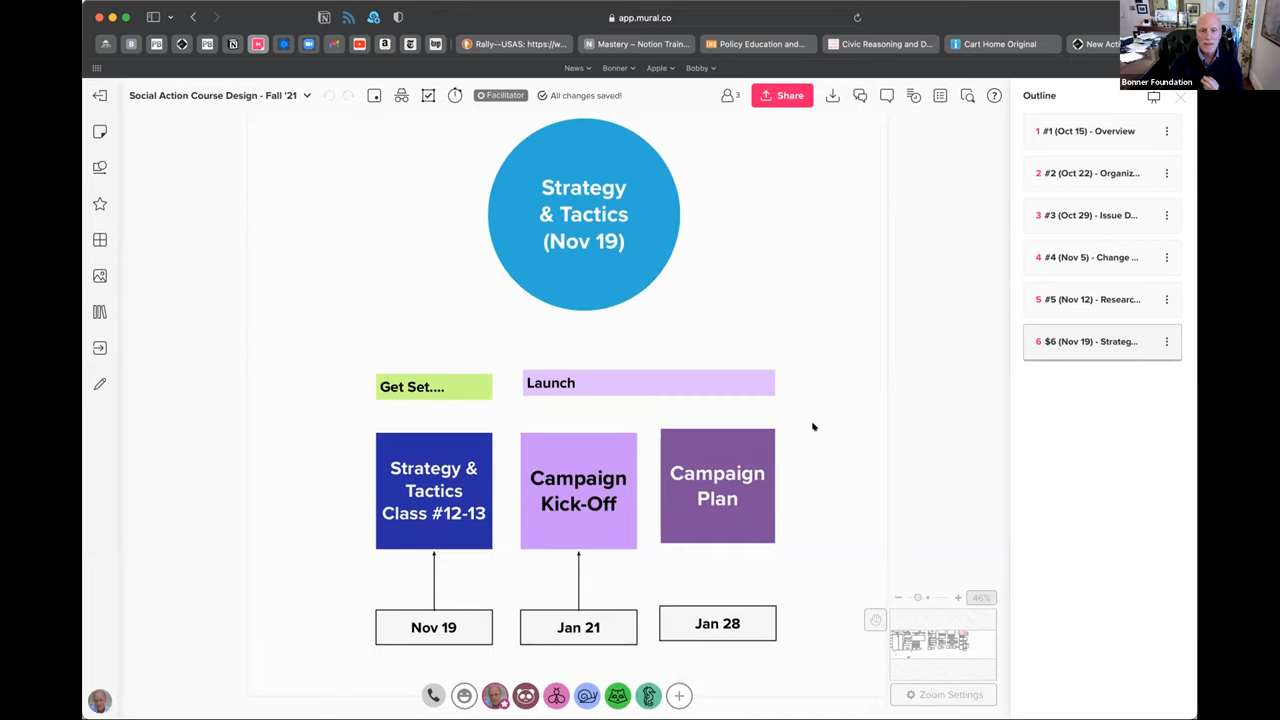 app.mural.co
Rally--USAS: https://w...
Mastery – Notion Train...
Policy Education and...
Civic Reasoning and D...
Cart Home Original
New Acti
News
Bonner
Apple
Bobby
Bonner Foundation
Social Action Course Design - Fall '21
Facilitator
All changes saved!
3
Share
Outline
1 #1 (Oct 15) - Overview
2 #2 (Oct 22) - Organiz...
3 #3 (Oct 29) - Issue D...
4 #4 (Nov 5) - Change ...
5 #5 (Nov 12) - Researc...
6 $6 (Nov 19) - Strateg...
Strategy
& Tactics
(Nov 19)
Get Set....
Launch
Strategy &
Tactics
Class #12-13
Campaign
Kick-Off
Campaign
Plan
Nov 19
Jan 21
Jan 28
46%
Zoom Settings